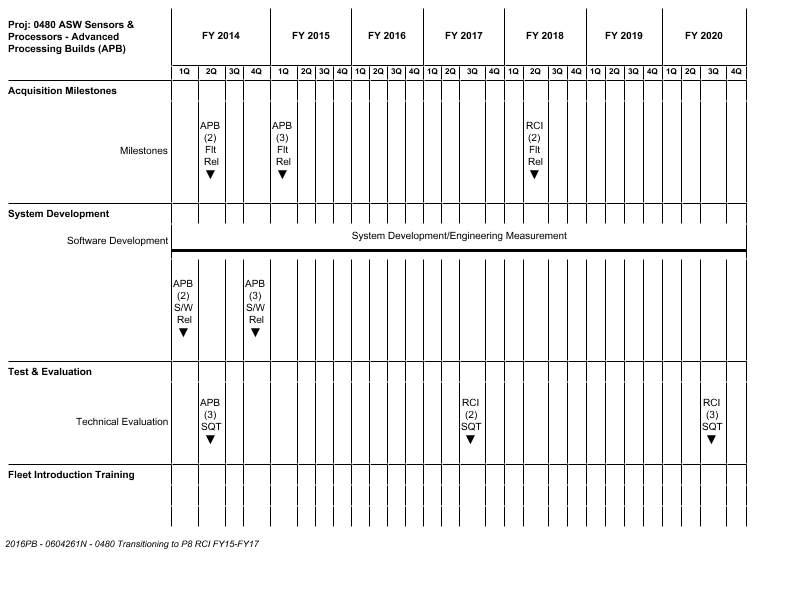 Proj: 0480 ASW Sensors &
Processors - Advanced
Processing Builds (APB)
FY 2014 FY 2015 FY 2016 FY 2017 FY 2018 FY 2019 FY 2020
1Q 2Q 3Q 4Q 1Q 2Q 3Q 4Q 1Q 2Q 3Q 4Q 1Q 2Q 3Q 4Q 1Q 2Q 3Q 4Q 1Q 2Q 3Q 4Q 1Q 2Q 3Q 4Q
Acquisition Milestones
Milestones
APB
(2)
Flt
Rel
APB
(3)
Flt
Rel
RCI
(2)
Flt
Rel
System Development
Software Development
System Development/Engineering Measurement
APB
(2)
S/W
Rel
APB
(3)
S/W
Rel
Test & Evaluation
Technical Evaluation
APB
(3)
SQT
RCI
(2)
SQT
RCI
(3)
SQT
Fleet Introduction Training
2016PB - 0604261N - 0480 Transitioning to P8 RCI FY15-FY17